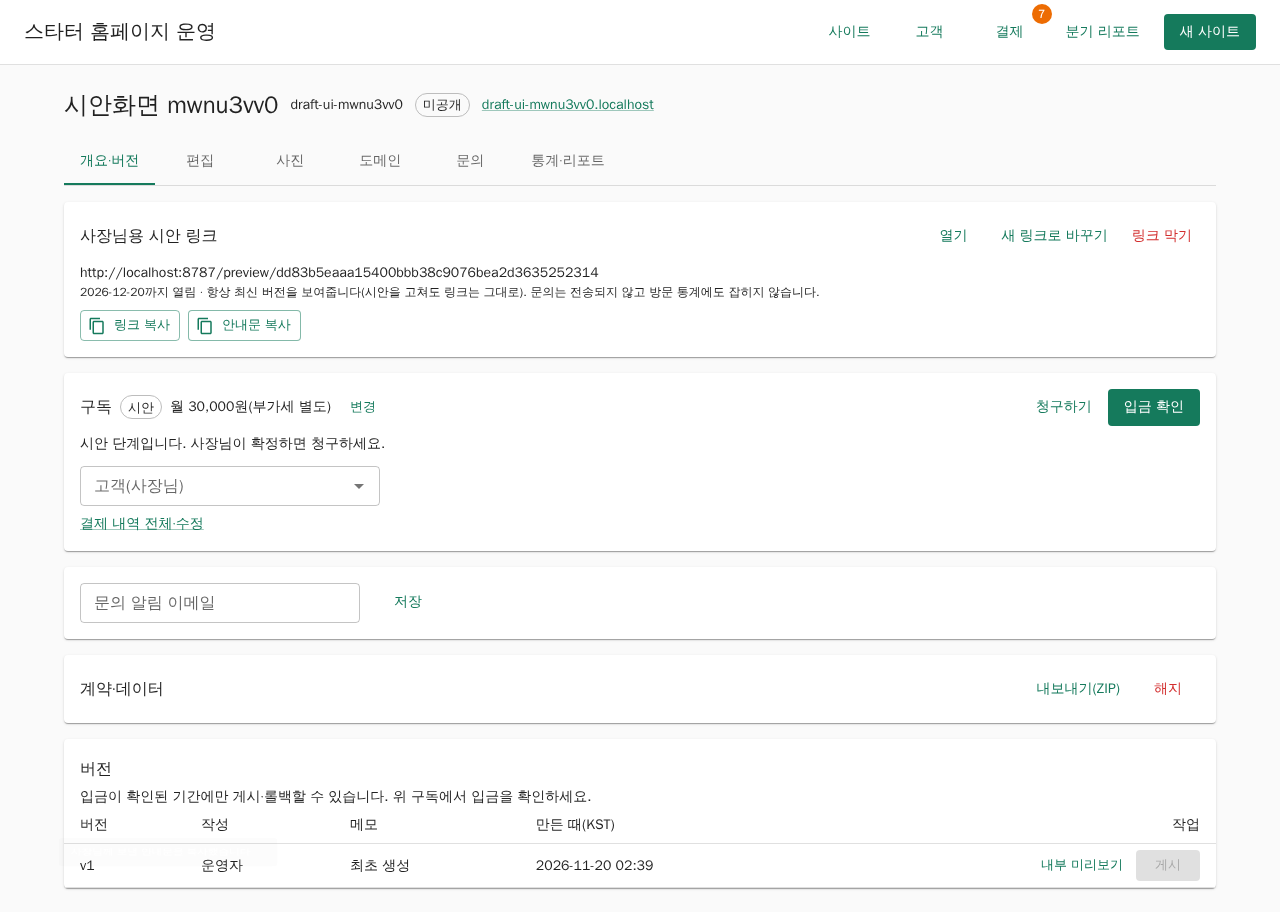 스타터 홈페이지 운영
사이트 고객 결제 7 분기 리포트 새 사이트
시안화면 mwnu3vv0 draft-ui-mwnu3vv0 미공개 draft-ui-mwnu3vv0.localhost
개요·버전 편집 사진 도메인 문의 통계·리포트
사장님용 시안 링크 열기 새 링크로 바꾸기 링크 막기
http://localhost:8787/preview/dd83b5eaaa15400bbb38c9076bea2d3635252314
2026-12-20까지 열림 · 항상 최신 버전을 보여줍니다(시안을 고쳐도 링크는 그대로). 문의는 전송되지 않고 방문 통계에도 잡히지 않습니다.
링크 복사 안내문 복사
구독 시안 월 30,000원(부가세 별도) 변경 청구하기 입금 확인
시안 단계입니다. 사장님이 확정하면 청구하세요.
고객(사장님)
결제 내역 전체·수정
문의 알림 이메일 저장
계약·데이터 내보내기(ZIP) 해지
버전
입금이 확인된 기간에만 게시·롤백할 수 있습니다. 위 구독에서 입금을 확인하세요.
버전 작성 메모 만든 때(KST) 작업
v1 운영자 최초 생성 2026-11-20 02:39 내부 미리보기 게시